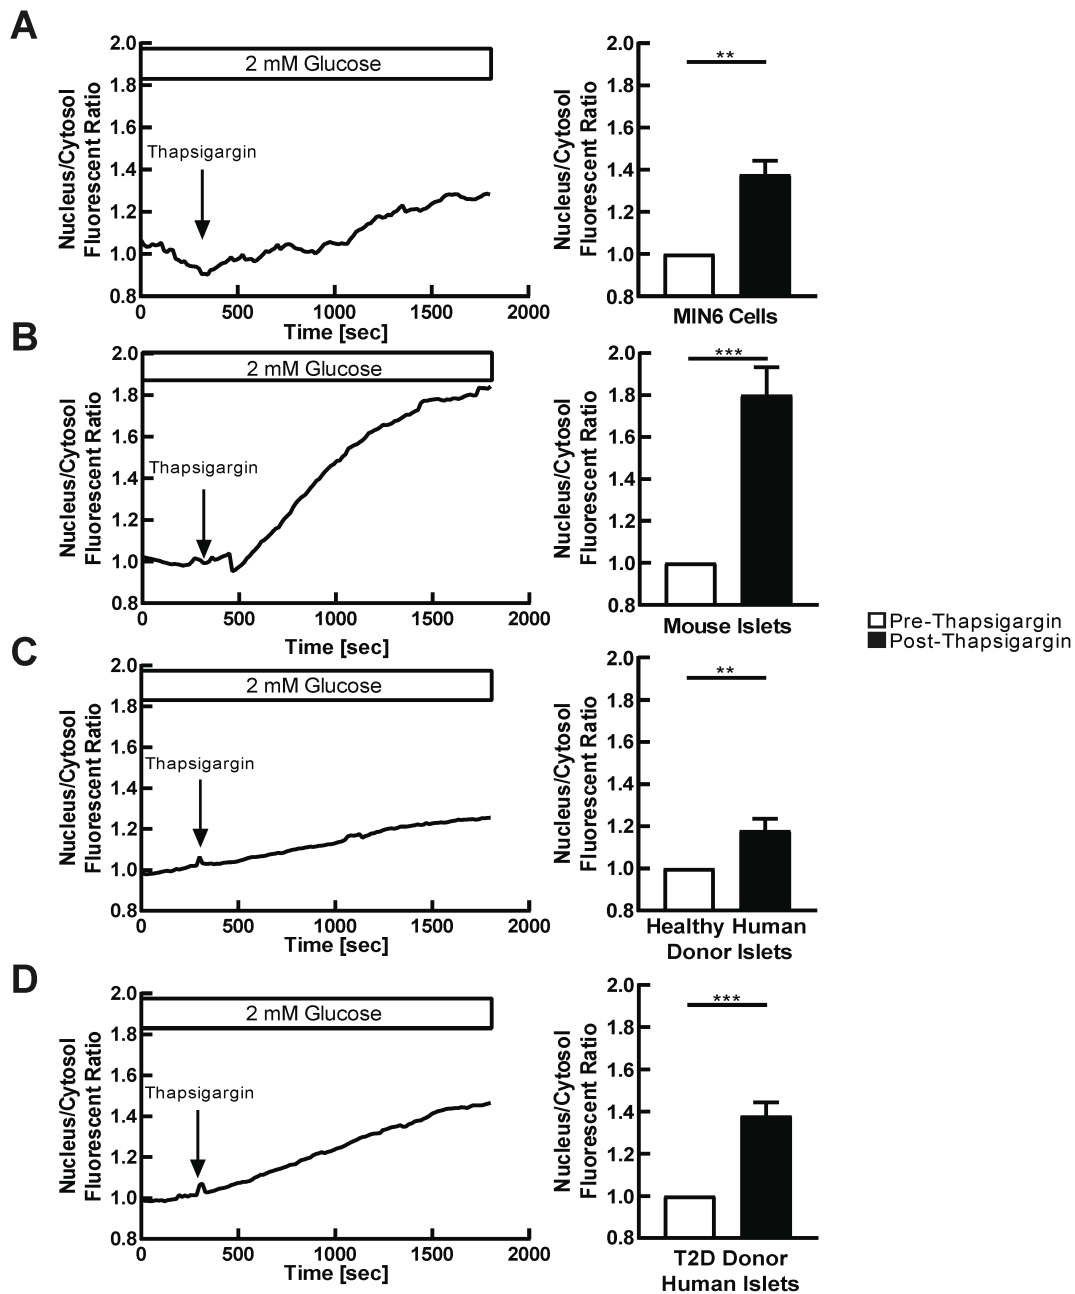 A
Nucleus/Cytosol
Fluorescent Ratio
2.0
1.8
1.6
1.4
1.2
1.0
0.8
2 mM Glucose
Thapsigargin
0 500 1000 1500 2000
Time [sec]
Nucleus/Cytosol
Fluorescent Ratio
2.0
1.8
1.6
1.4
1.2
1.0
0.8
**
MIN6 Cells
B
Nucleus/Cytosol
Fluorescent Ratio
2.0
1.8
1.6
1.4
1.2
1.0
0.8
2 mM Glucose
Thapsigargin
0 500 1000 1500 2000
Time [sec]
Nucleus/Cytosol
Fluorescent Ratio
2.0
1.8
1.6
1.4
1.2
1.0
0.8
***
Mouse Islets
Pre-Thapsigargin
Post-Thapsigargin
C
Nucleus/Cytosol
Fluorescent Ratio
2.0
1.8
1.6
1.4
1.2
1.0
0.8
2 mM Glucose
Thapsigargin
0 500 1000 1500 2000
Time [sec]
Nucleus/Cytosol
Fluorescent Ratio
2.0
1.8
1.6
1.4
1.2
1.0
0.8
**
Healthy Human
Donor Islets
D
Nucleus/Cytosol
Fluorescent Ratio
2.0
1.8
1.6
1.4
1.2
1.0
0.8
2 mM Glucose
Thapsigargin
0 500 1000 1500 2000
Time [sec]
Nucleus/Cytosol
Fluorescent Ratio
2.0
1.8
1.6
1.4
1.2
1.0
0.8
***
T2D Donor
Human Islets